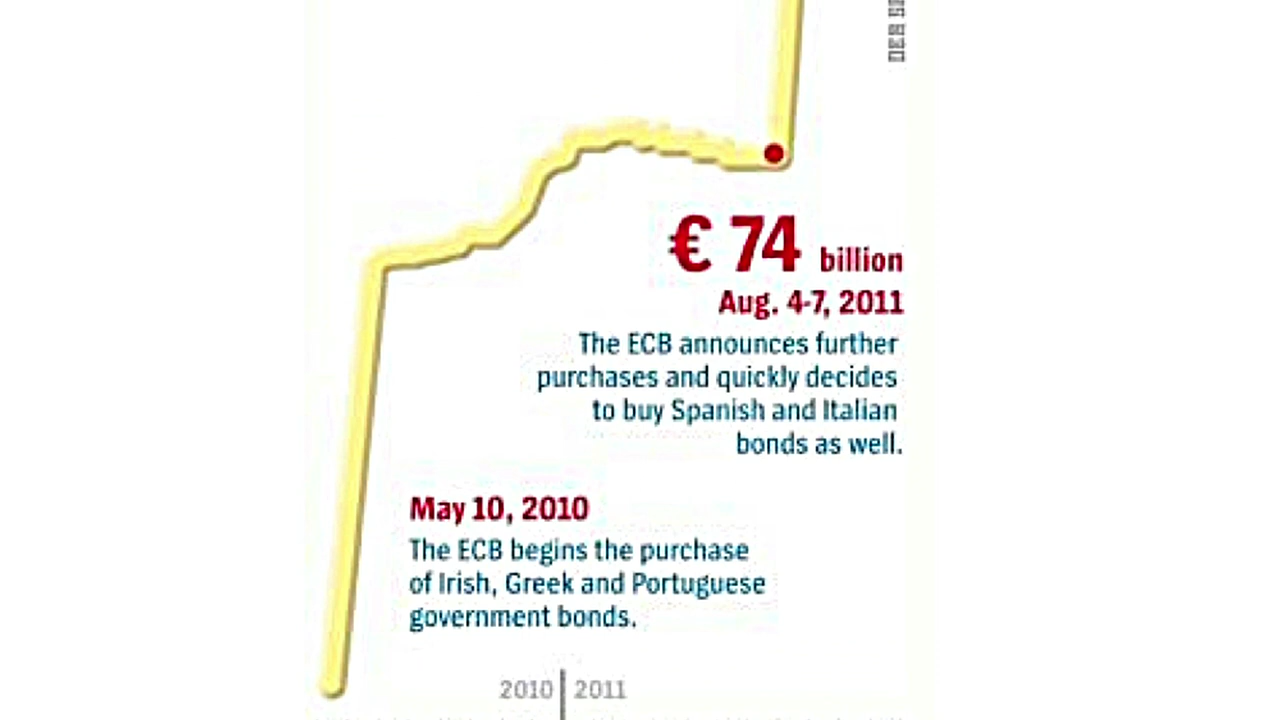 € 74 billion
Aug. 4-7, 2011
The ECB announces further
purchases and quickly decides
to buy Spanish and Italian
bonds as well.
May 10, 2010
The ECB begins the purchase
of Irish, Greek and Portuguese
government bonds.
2010 2011
DER